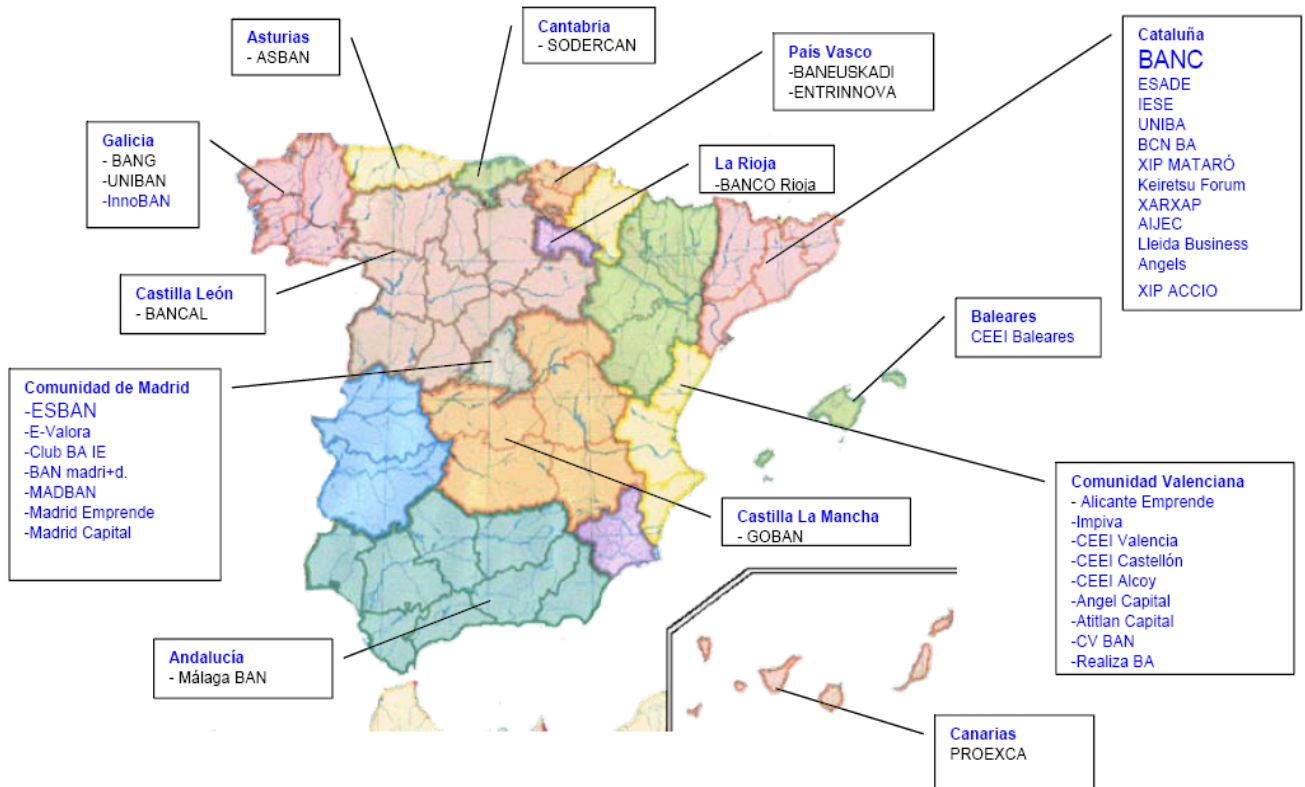 Asturias
- ASBAN
Cantabria
- SODERCAN
País Vasco
-BANEUSKADI
-ENTRINNOVA
Cataluña
BANC
ESADE
IESE
UNIBA
BCN BA
XIP MATARÓ
Keiretsu Forum
XARXAP
AIJEC
Lleida Business
Angels
XIP ACCIO
Galicia
- BANG
-UNIBAN
-InnoBAN
La Rioja
-BANCO Rioja
Castilla León
- BANCAL
Baleares
CEEI Baleares
Comunidad de Madrid
-ESBAN
-E-Valora
-Club BA IE
-BAN madri+d.
-MADBAN
-Madrid Emprende
-Madrid Capital
Castilla La Mancha
- GOBAN
Comunidad Valenciana
- Alicante Emprende
-Impiva
-CEEI Valencia
-CEEI Castellón
-CEEI Alcoy
-Angel Capital
-Atitlan Capital
-CV BAN
-Realiza BA
Andalucía
- Málaga BAN
Canarias
PROEXCA